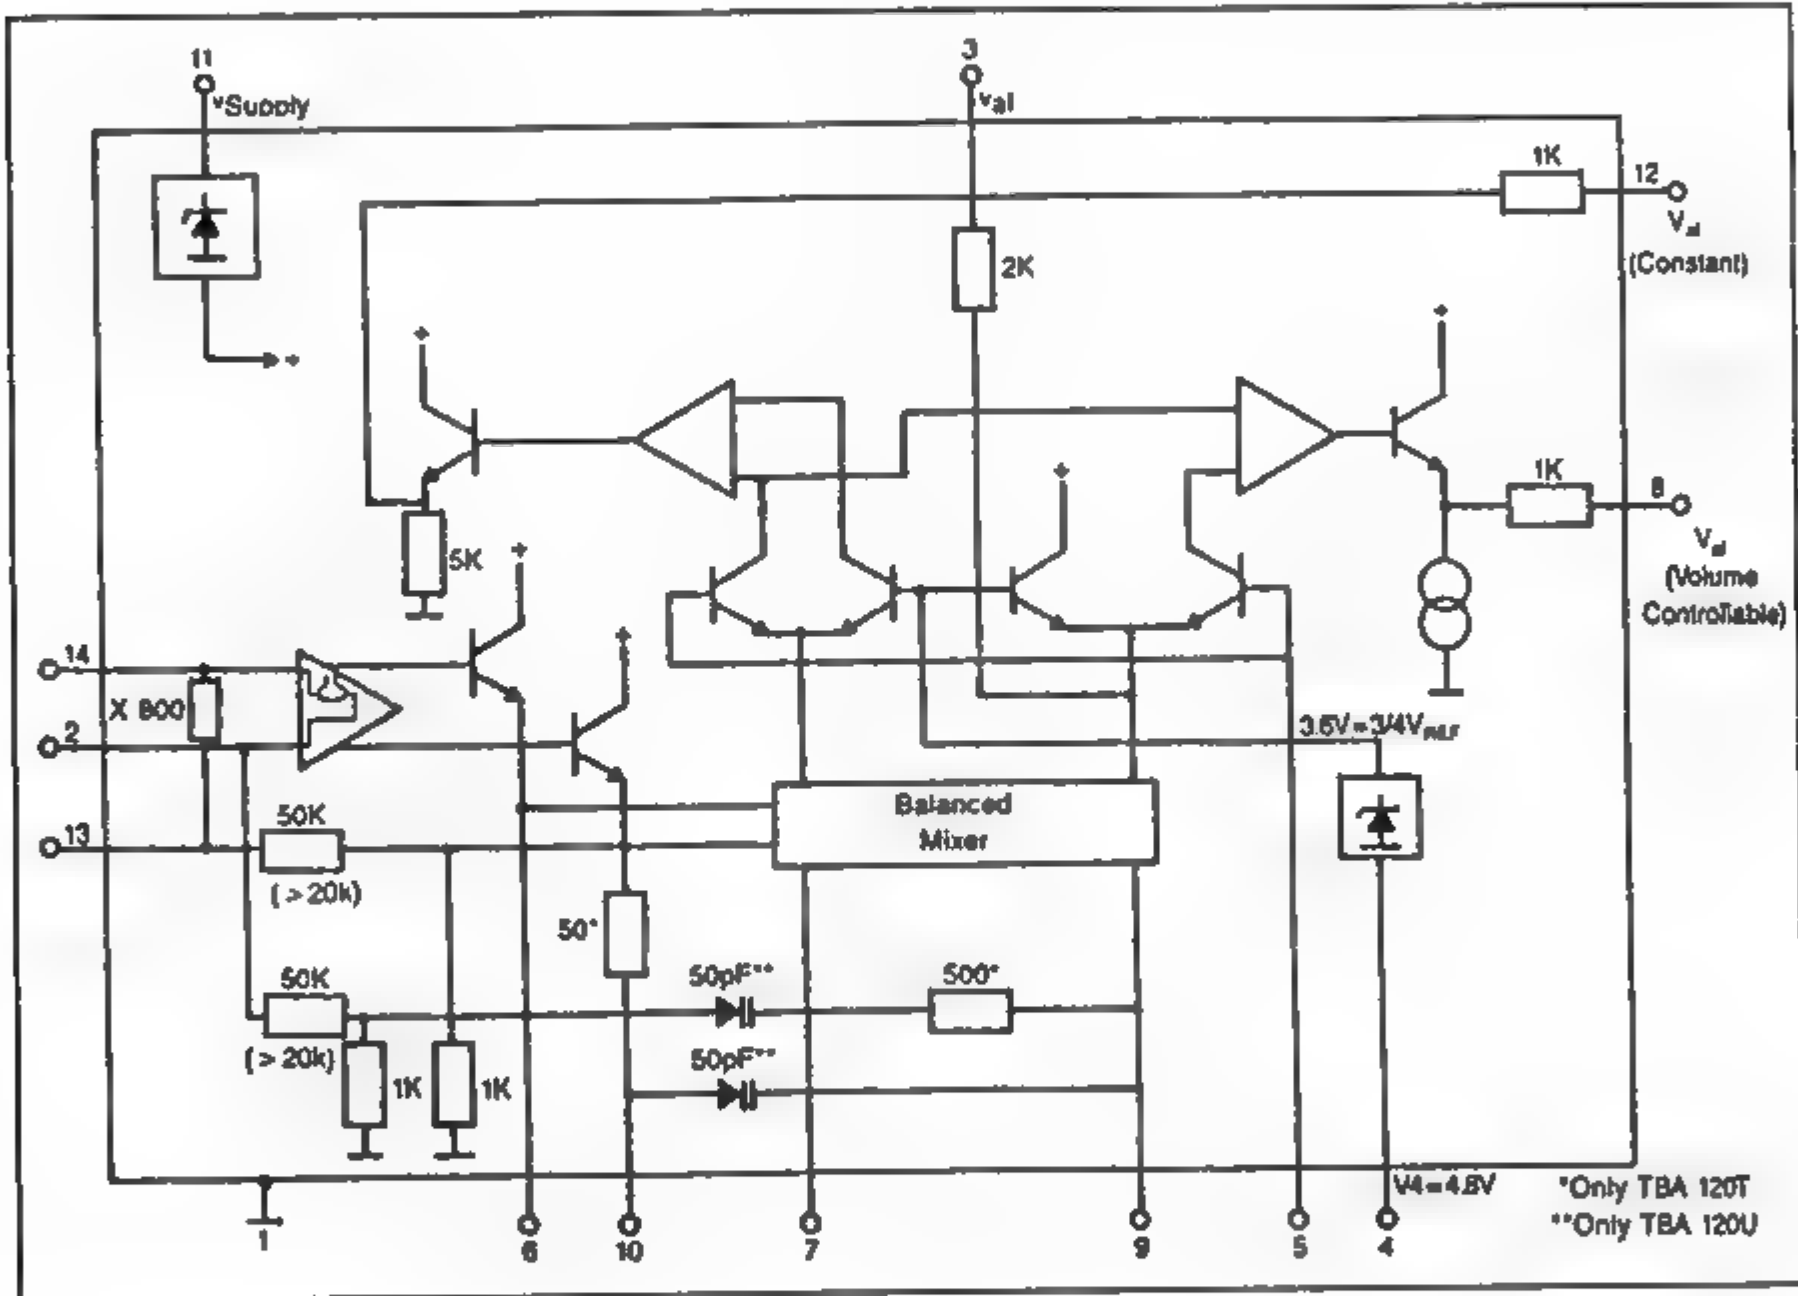 11
vSupply
3
val
1K
12
V
(Constant)
2K
+
+
+
+
1K
8
V
(Volume
Controllable)
5K
+
+
14
X 800
2
3.6V=3/4VREF
Balanced
Mixer
13
50K
(>20k)
50*
50K
(>20k)
50pF**
500*
50pF**
1K
1K
V4=4.8V
*Only TBA 120T
**Only TBA 120U
1
6
10
7
9
5
4